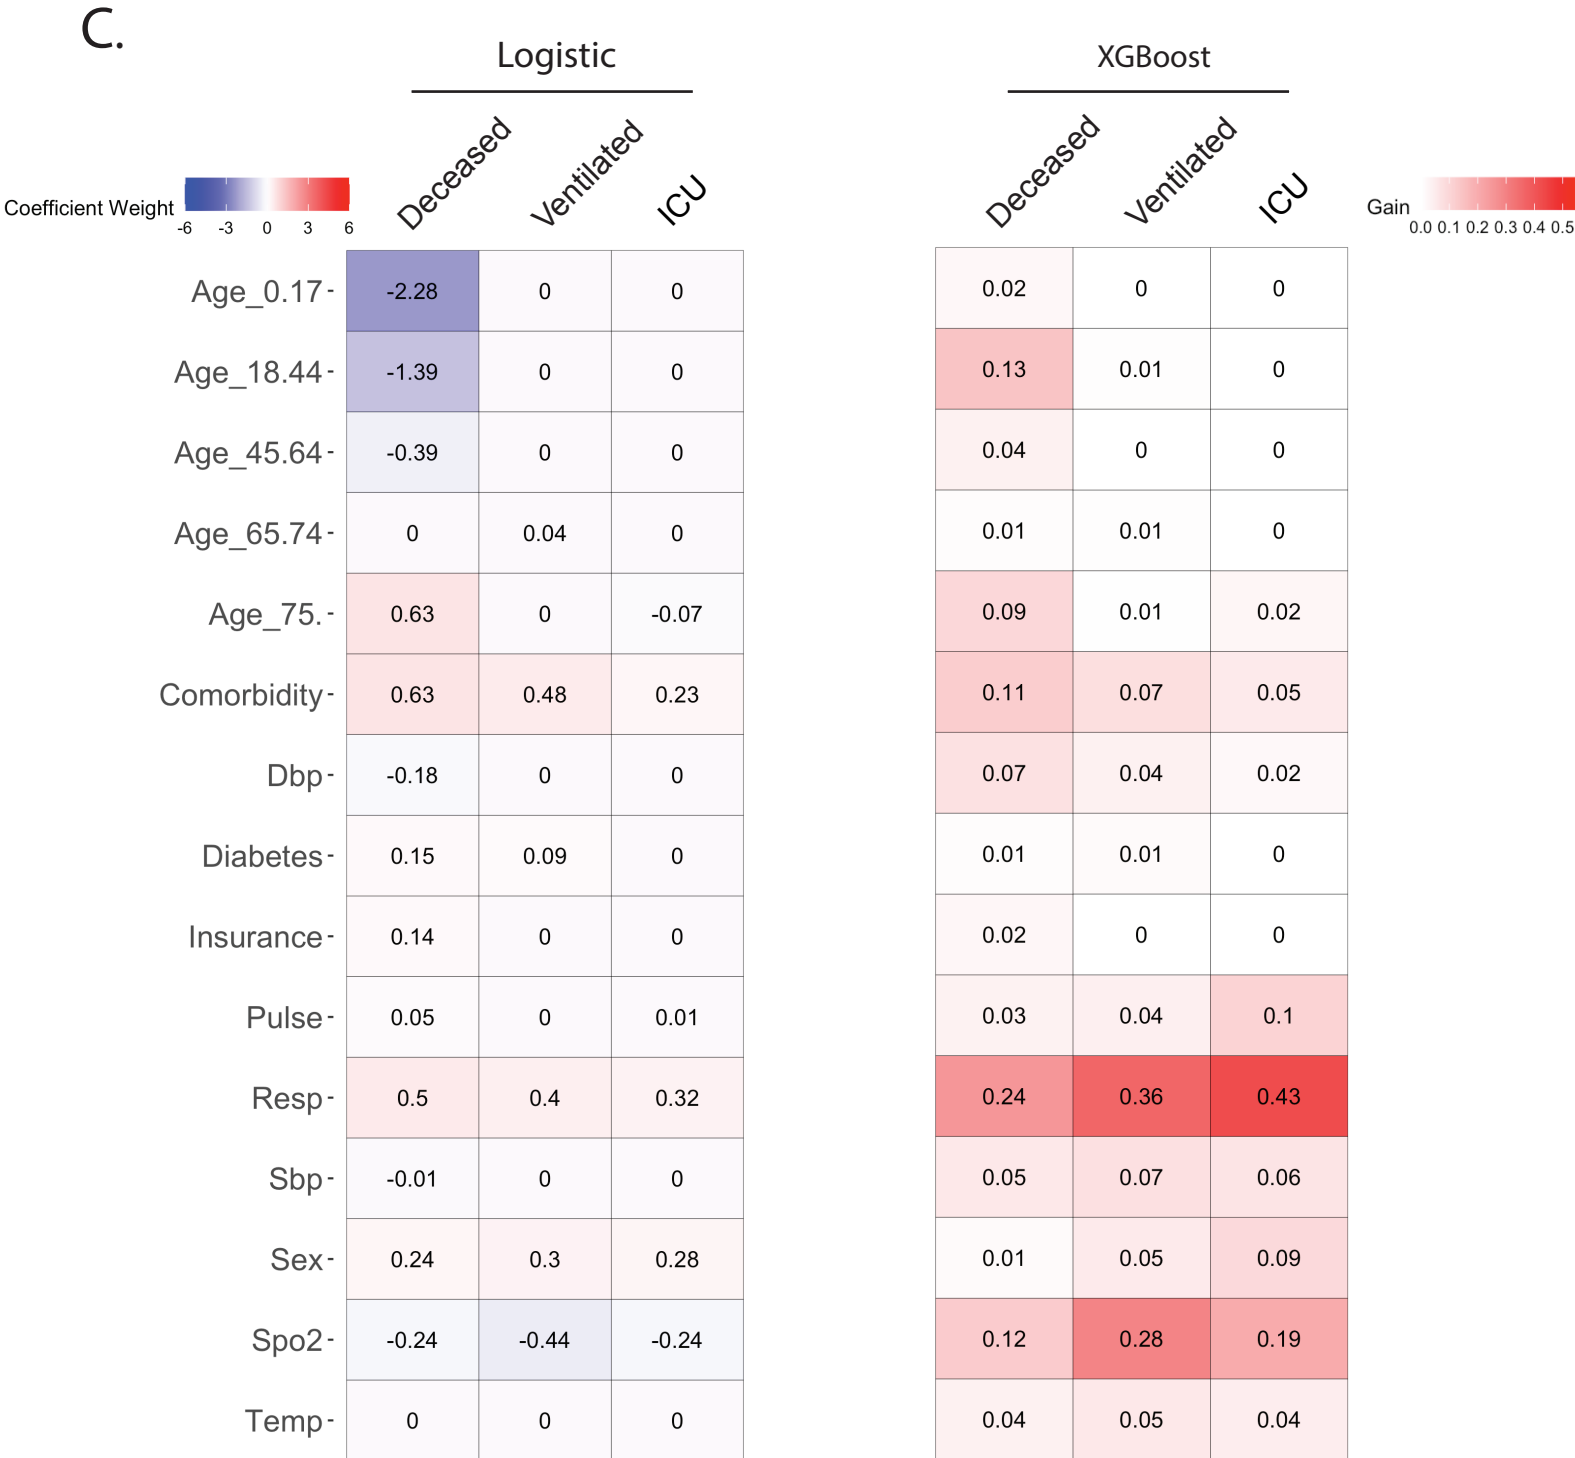 C.
Logistic XGBoost
Deceased Ventilated ICU Deceased Ventilated ICU
Coefficient Weight Gain
-6 -3 0 3 6 0.0 0.1 0.2 0.3 0.4 0.5
Age_0.17 -2.28 0 0 0.02 0 0
Age_18.44 -1.39 0 0 0.13 0.01 0
Age_45.64 -0.39 0 0 0.04 0 0
Age_65.74 0 0.04 0 0.01 0.01 0
Age_75. 0.63 0 -0.07 0.09 0.01 0.02
Comorbidity 0.63 0.48 0.23 0.11 0.07 0.05
Dbp -0.18 0 0 0.07 0.04 0.02
Diabetes 0.15 0.09 0 0.01 0.01 0
Insurance 0.14 0 0 0.02 0 0
Pulse 0.05 0 0.01 0.03 0.04 0.1
Resp 0.5 0.4 0.32 0.24 0.36 0.43
Sbp -0.01 0 0 0.05 0.07 0.06
Sex 0.24 0.3 0.28 0.01 0.05 0.09
Spo2 -0.24 -0.44 -0.24 0.12 0.28 0.19
Temp 0 0 0 0.04 0.05 0.04